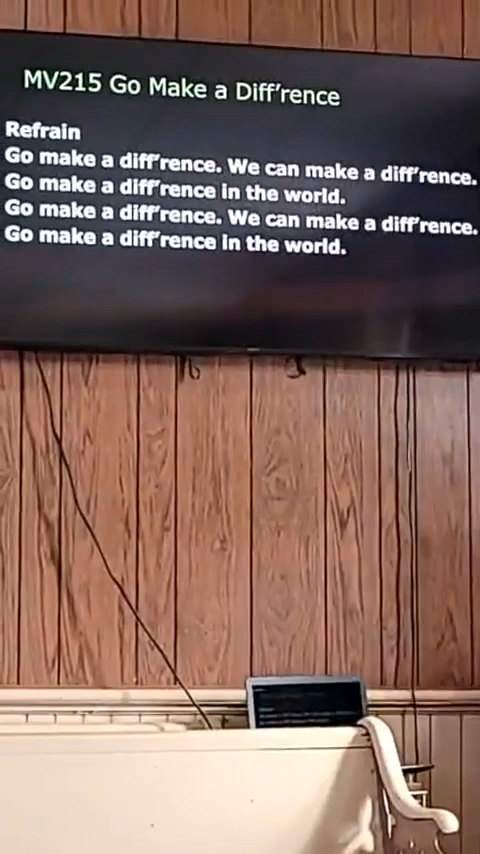 MV215 Go Make a Diff'rence
Refrain
Go make a diff'rence. We can make a diff'rence.
Go make a diff'rence in the world.
Go make a diff'rence. We can make a diff'rence.
Go make a diff'rence in the world.